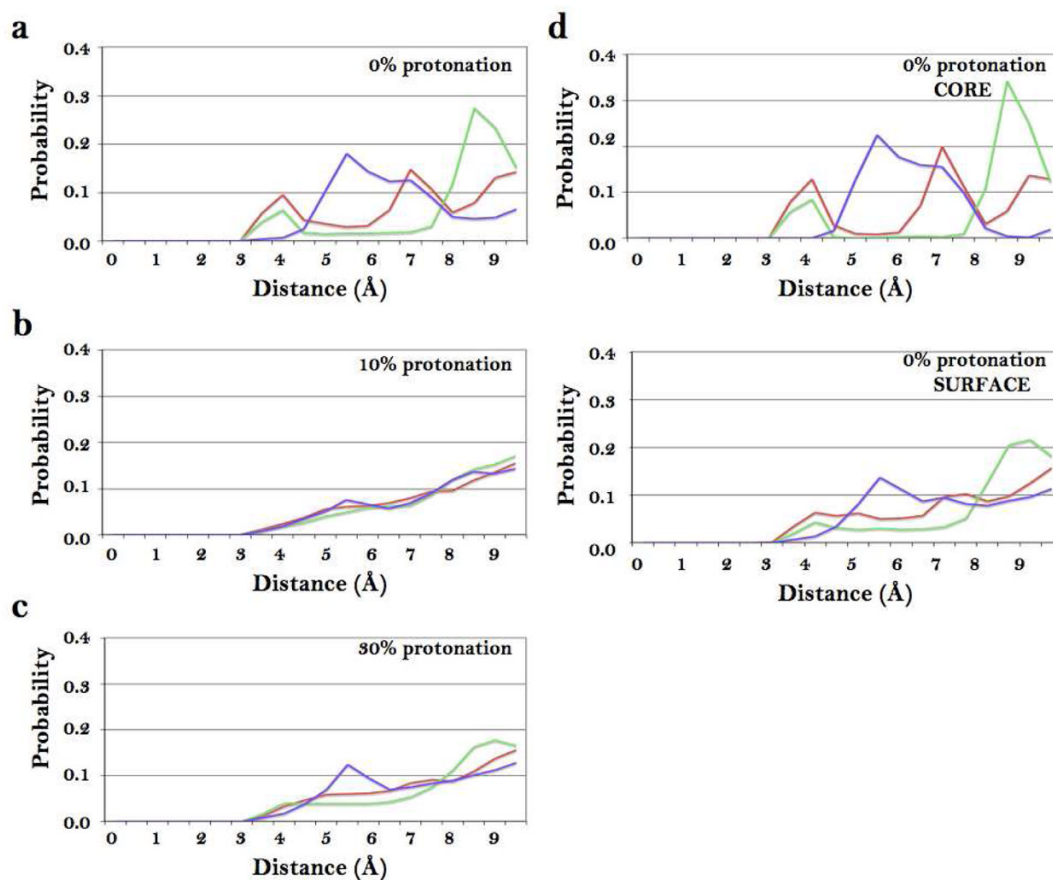 a
0% protonation
Probability
0.4
0.3
0.2
0.1
0.0
0 1 2 3 4 5 6 7 8 9
Distance (Å)
b
10% protonation
Probability
0.4
0.3
0.2
0.1
0.0
0 1 2 3 4 5 6 7 8 9
Distance (Å)
c
30% protonation
Probability
0.4
0.3
0.2
0.1
0.0
0 1 2 3 4 5 6 7 8 9
Distance (Å)
d
0% protonation
CORE
Probability
0.4
0.3
0.2
0.1
0.0
0 1 2 3 4 5 6 7 8 9
Distance (Å)
0% protonation
SURFACE
Probability
0.4
0.3
0.2
0.1
0.0
0 1 2 3 4 5 6 7 8 9
Distance (Å)